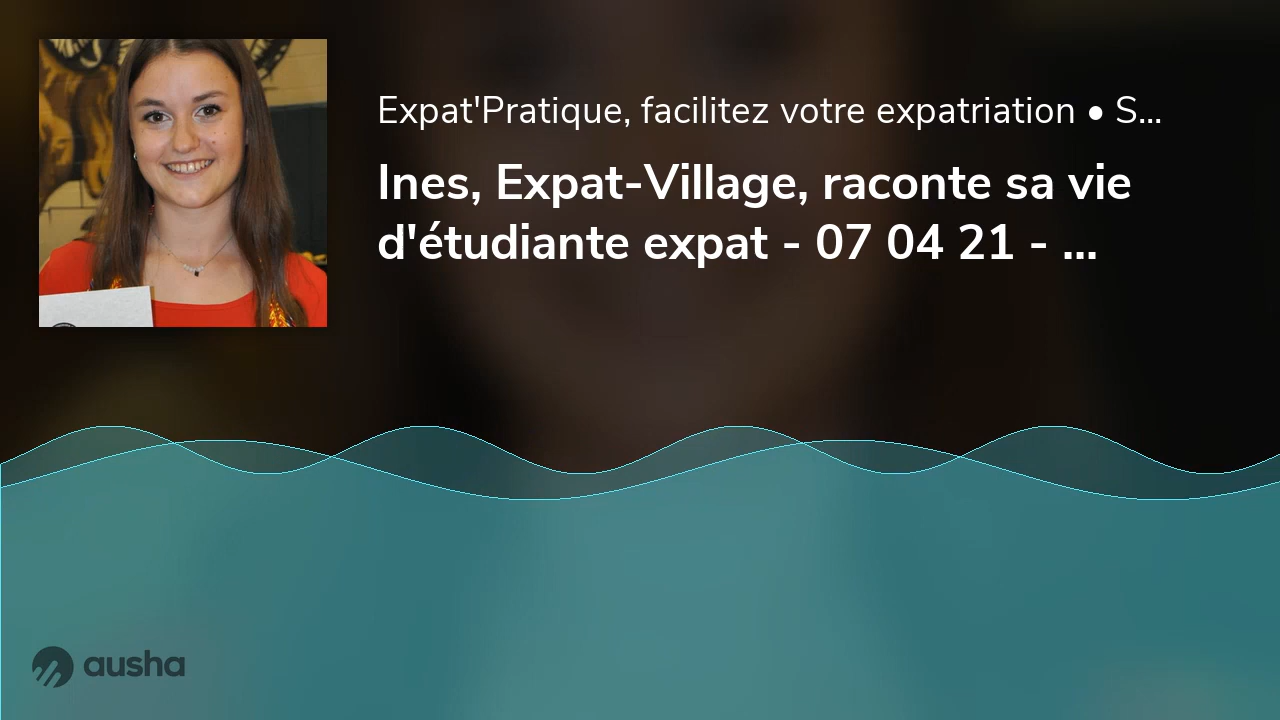 Expat'Pratique, facilitez votre expatriation • S...
Ines, Expat-Village, raconte sa vie
d'étudiante expat - 07 04 21 - ...
ausha